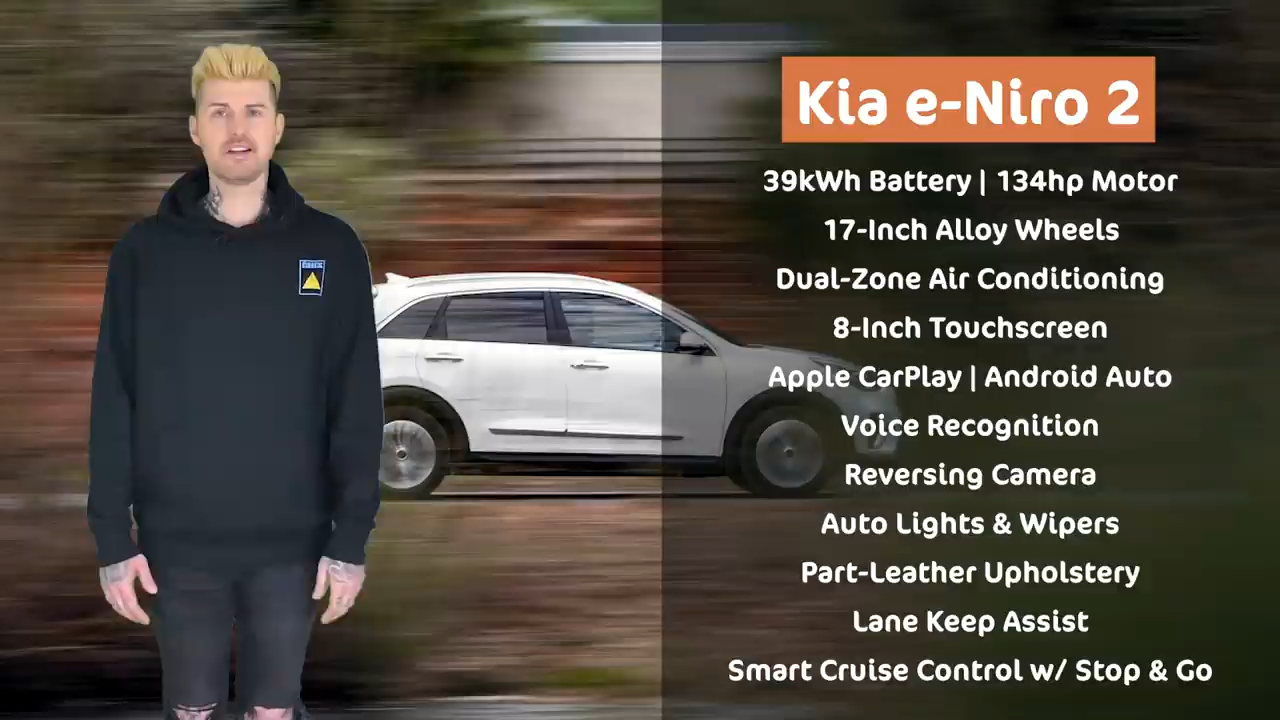 Kia e-Niro 2
39kWh Battery | 134hp Motor
17-Inch Alloy Wheels
Dual-Zone Air Conditioning
8-Inch Touchscreen
Apple CarPlay | Android Auto
Voice Recognition
Reversing Camera
Auto Lights & Wipers
Part-Leather Upholstery
Lane Keep Assist
Smart Cruise Control w/ Stop & Go